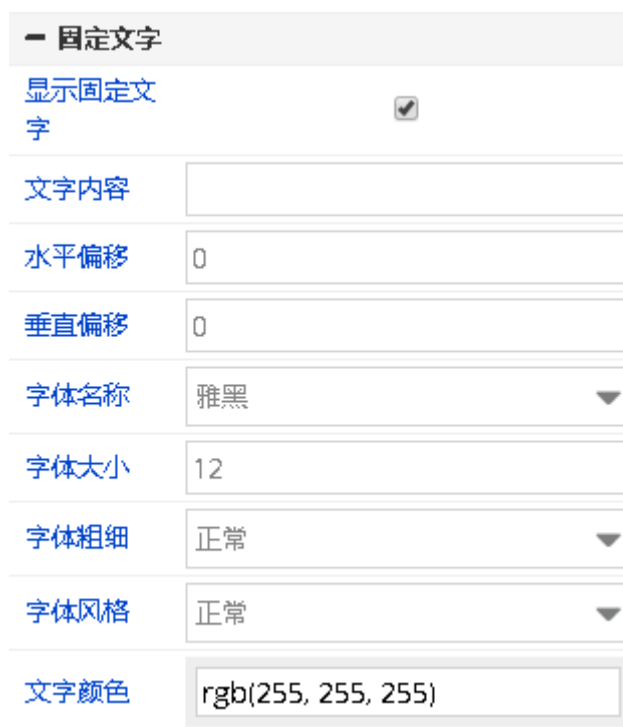 固定文字
显示固定文
字
文字内容
水平偏移
0
垂直偏移
0
字体名称
雅黑
字体大小
12
字体粗细
正常
字体风格
正常
文字颜色
rgb(255, 255, 255)